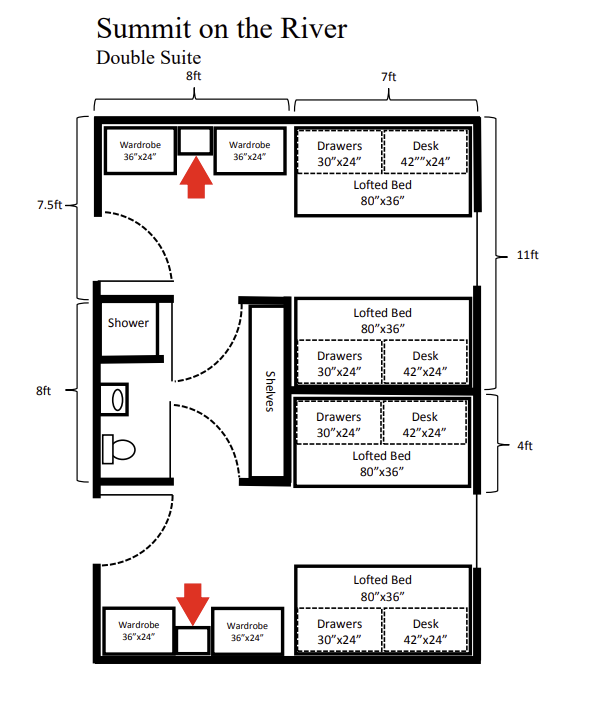 Summit on the River
Double Suite
8ft
7ft
Wardrobe
36”x24”
Wardrobe
36”x24”
Drawers
30”x24”
Desk
42””x24”
Lofted Bed
80”x36”
7.5ft
11ft
Shower
Lofted Bed
80”x36”
Drawers
30”x24”
Desk
42”x24”
Shelves
8ft
Drawers
30”x24”
Desk
42”x24”
Lofted Bed
80”x36”
4ft
Lofted Bed
80”x36”
Wardrobe
36”x24”
Wardrobe
36”x24”
Drawers
30”x24”
Desk
42”x24”